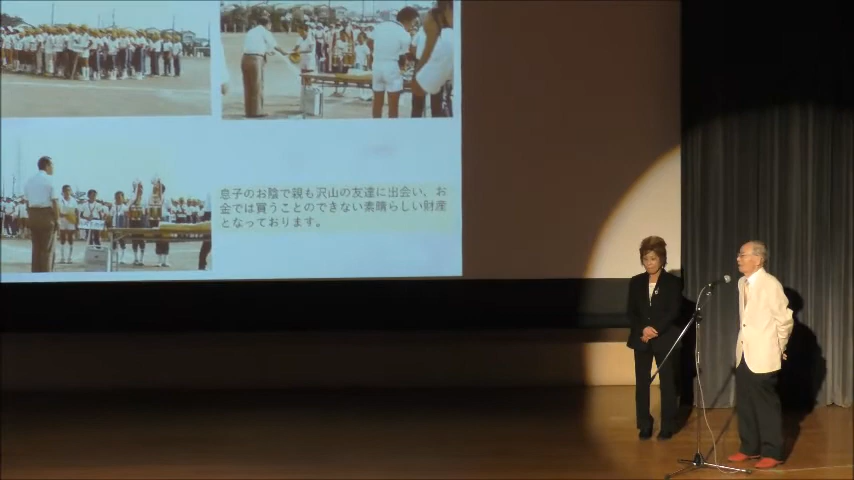 息子のお陰で親も沢山の友達に出会い、お
金では買うことのできない素晴らしい財産
となっております。